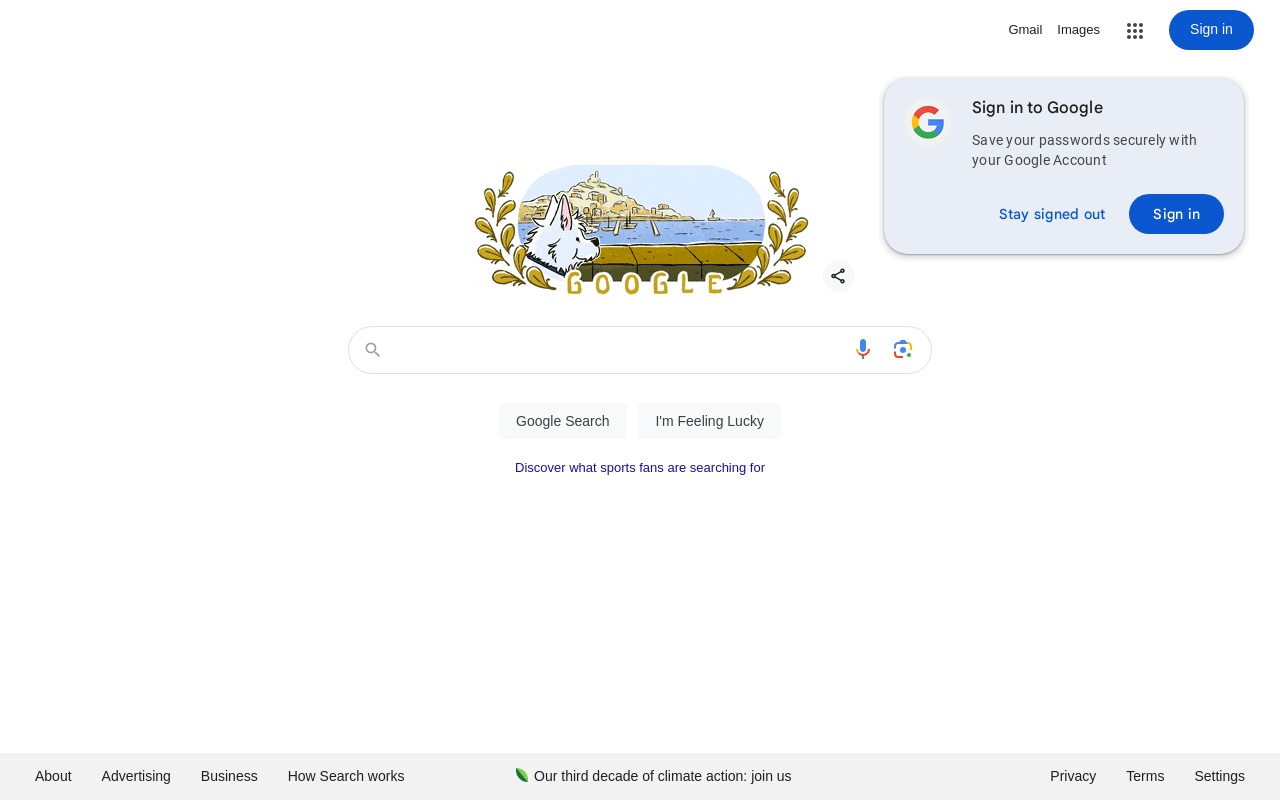 Gmail
Images
Sign in
Sign in to Google
Save your passwords securely with
your Google Account
Stay signed out
Sign in
GOOGLE
Google Search
I'm Feeling Lucky
Discover what sports fans are searching for
About
Advertising
Business
How Search works
Our third decade of climate action: join us
Privacy
Terms
Settings